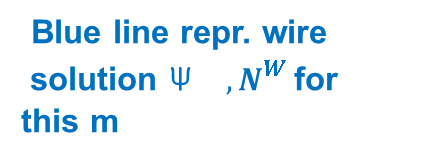 Blue line repr. wire
solution Ψ , N^W for
this m